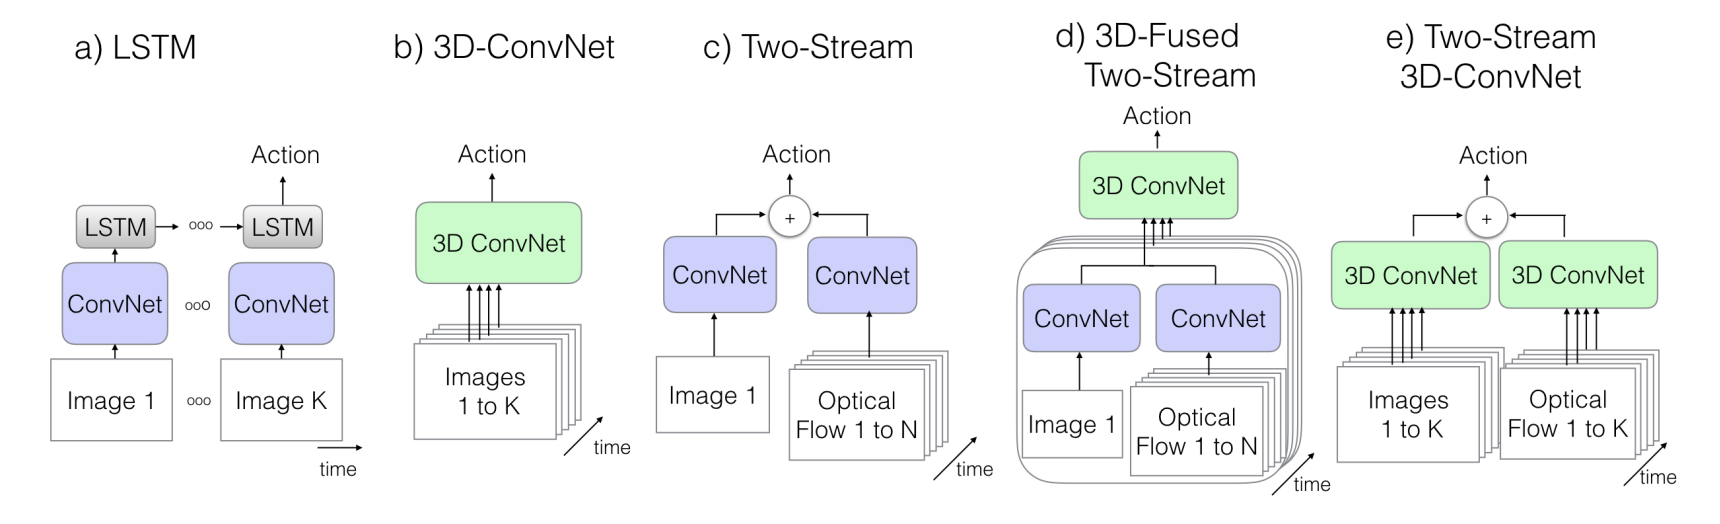 a) LSTM
Action
LSTM ooo LSTM
ConvNet ooo ConvNet
Image 1 ooo Image K
time
b) 3D-ConvNet
Action
3D ConvNet
Images
1 to K
time
c) Two-Stream
Action
+
ConvNet ConvNet
Image 1
Optical
Flow 1 to N
time
d) 3D-Fused
Two-Stream
Action
3D ConvNet
ConvNet ConvNet
Image 1
Optical
Flow 1 to N
time
e) Two-Stream
3D-ConvNet
Action
+
3D ConvNet 3D ConvNet
Images
1 to K
Optical
Flow 1 to K
time